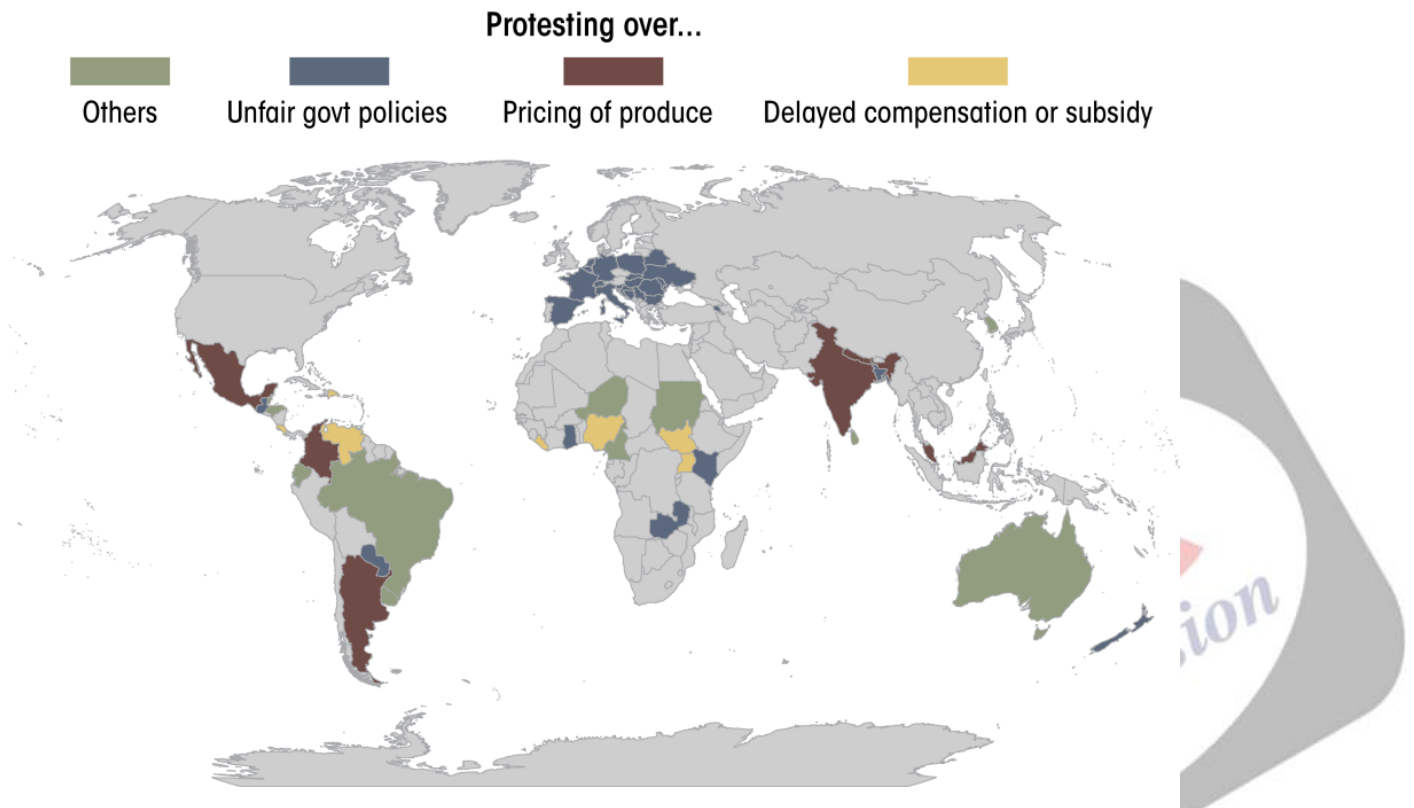 Protesting over...
Others
Unfair govt policies
Pricing of produce
Delayed compensation or subsidy